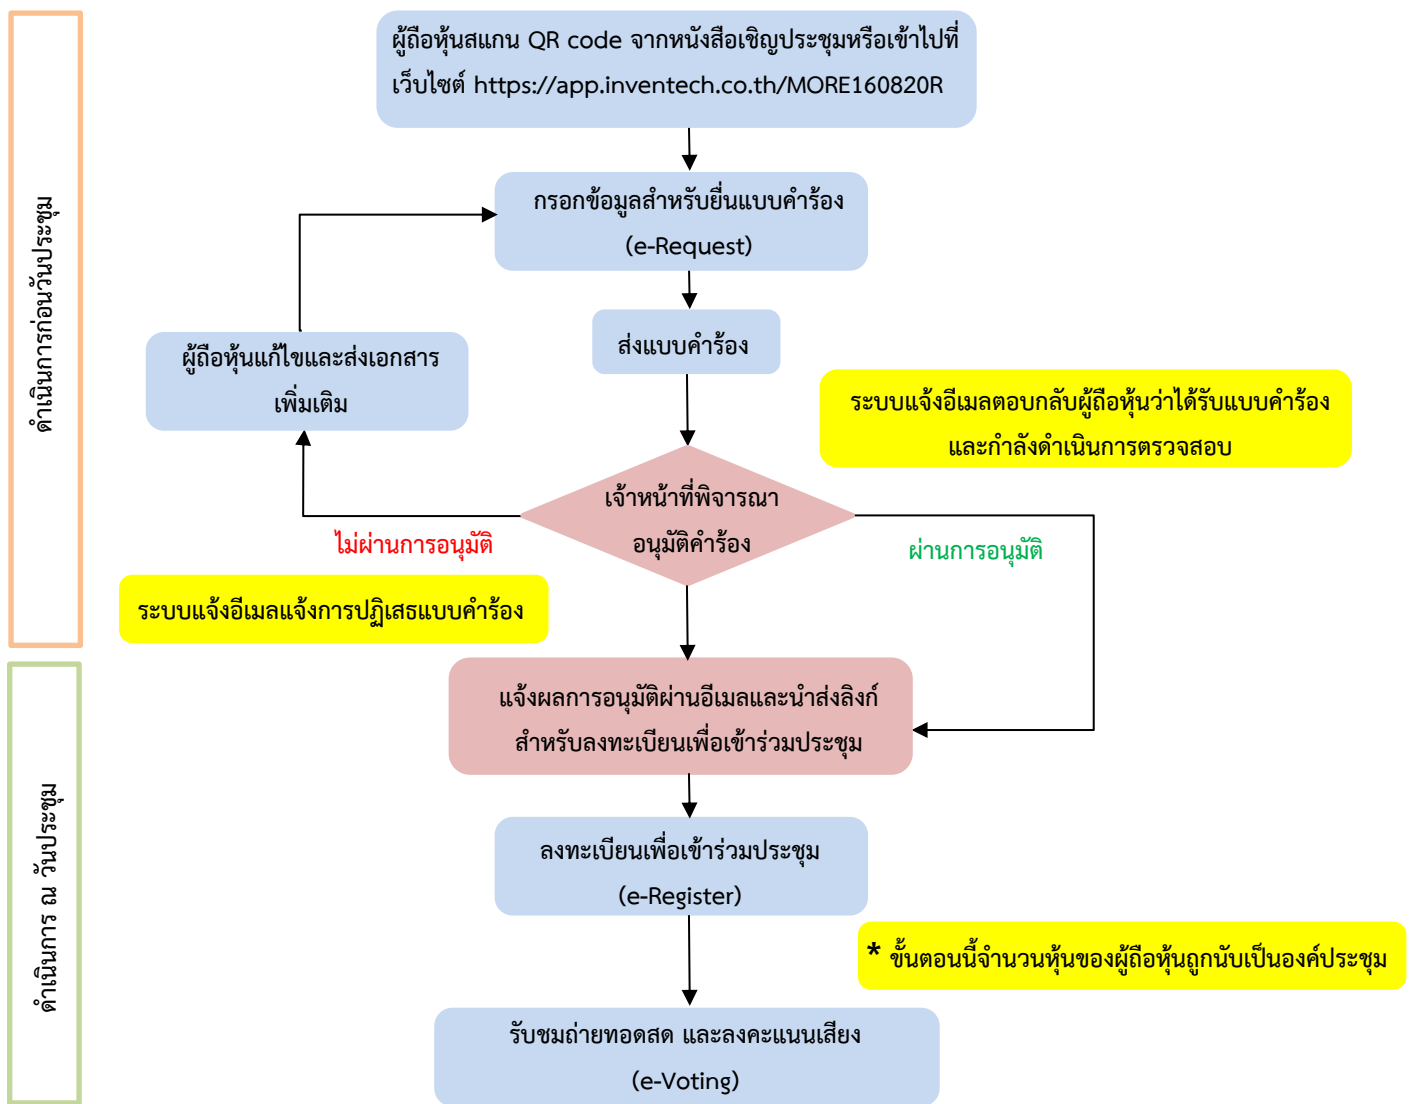 ดำเนินการก่อนวันประชุม
ผู้ถือหุ้นสแกน QR code จากหนังสือเชิญประชุมหรือเข้าไปที่
เว็บไซต์ https://app.inventech.co.th/MORE160820R
กรอกข้อมูลสำหรับยื่นแบบคำร้อง
(e-Request)
ส่งแบบคำร้อง
ผู้ถือหุ้นแก้ไขและส่งเอกสาร
เพิ่มเติม
ระบบแจ้งอีเมลตอบกลับผู้ถือหุ้นว่าได้รับแบบคำร้อง
และกำลังดำเนินการตรวจสอบ
เจ้าหน้าที่พิจารณา
อนุมัติคำร้อง
ไม่ผ่านการอนุมัติ
ผ่านการอนุมัติ
ระบบแจ้งอีเมลแจ้งการปฏิเสธแบบคำร้อง
ดำเนินการ ณ วันประชุม
แจ้งผลการอนุมัติผ่านอีเมลและนำส่งลิงก์
สำหรับลงทะเบียนเพื่อเข้าร่วมประชุม
ลงทะเบียนเพื่อเข้าร่วมประชุม
(e-Register)
* ขั้นตอนนี้จำนวนหุ้นของผู้ถือหุ้นถูกนับเป็นองค์ประชุม
รับชมถ่ายทอดสด และลงคะแนนเสียง
(e-Voting)